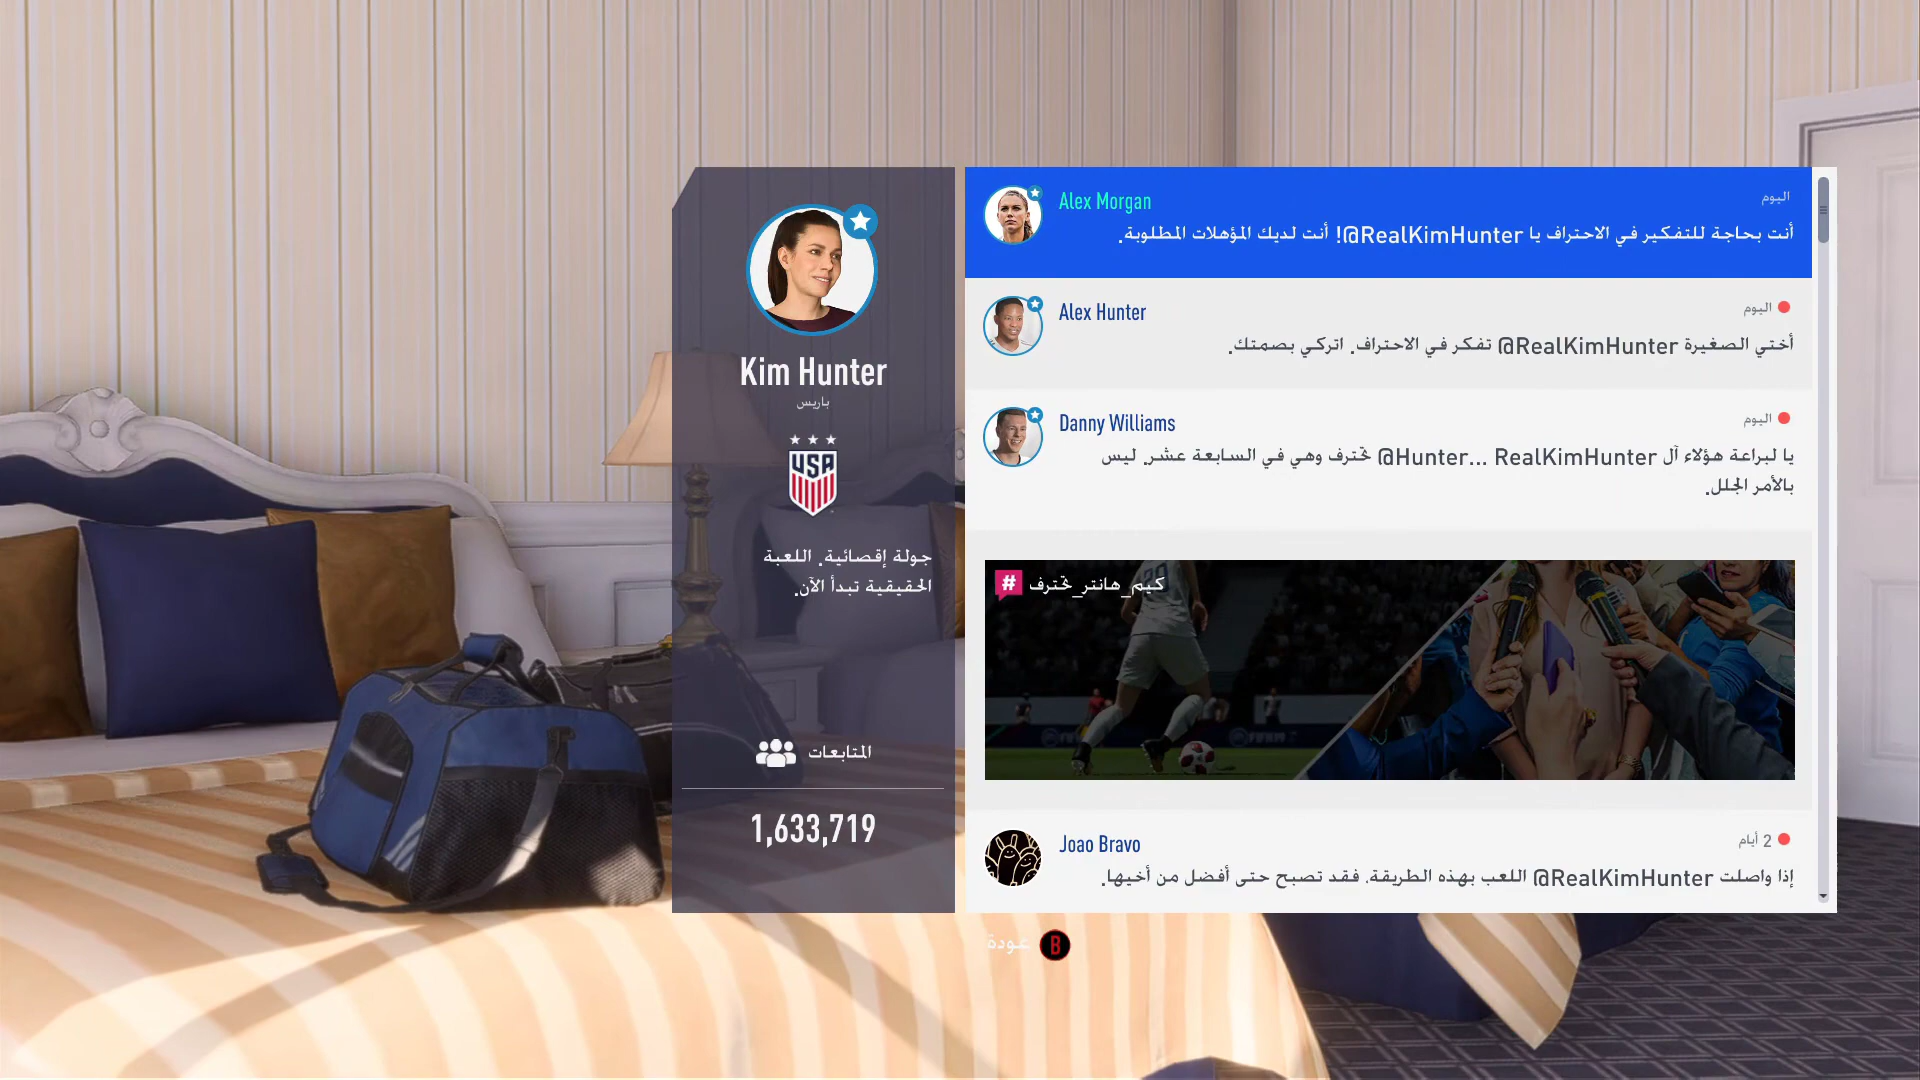 Kim Hunter
باريس
USA
جولة إقصائية. اللعبة
الحقيقية تبدأ الآن.
المتابعات
1,633,719
Alex Morgan
اليوم
أنت بحاجة للتفكير في الاحتراف يا @RealKimHunter! أنت لديك المؤهلات المطلوبة.
Alex Hunter
اليوم
أختي الصغيرة @RealKimHunter تفكر في الاحتراف. اتركي بصمتك.
Danny Williams
اليوم
يا لبراعة هؤلاء آل Hunter... RealKimHunter@ تحترف وهي في السابعة عشر. ليس
بالأمر الجلل.
# كيم_هانتر_تحترف
Joao Bravo
2 أيام
إذا واصلت @RealKimHunter اللعب بهذه الطريقة، فقد تصبح حتى أفضل من أخيها.
عودة B